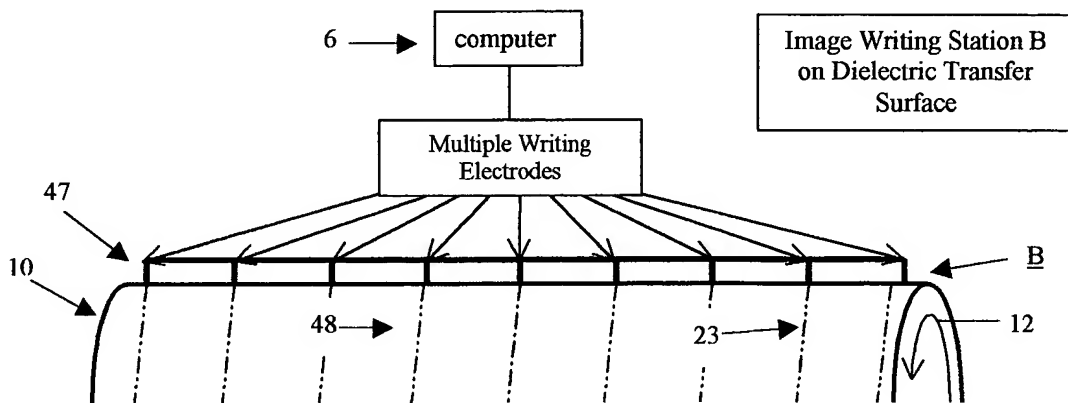 6
computer
Image Writing Station B
on Dielectric Transfer
Surface
Multiple Writing
Electrodes
47
10
B
48
23
12